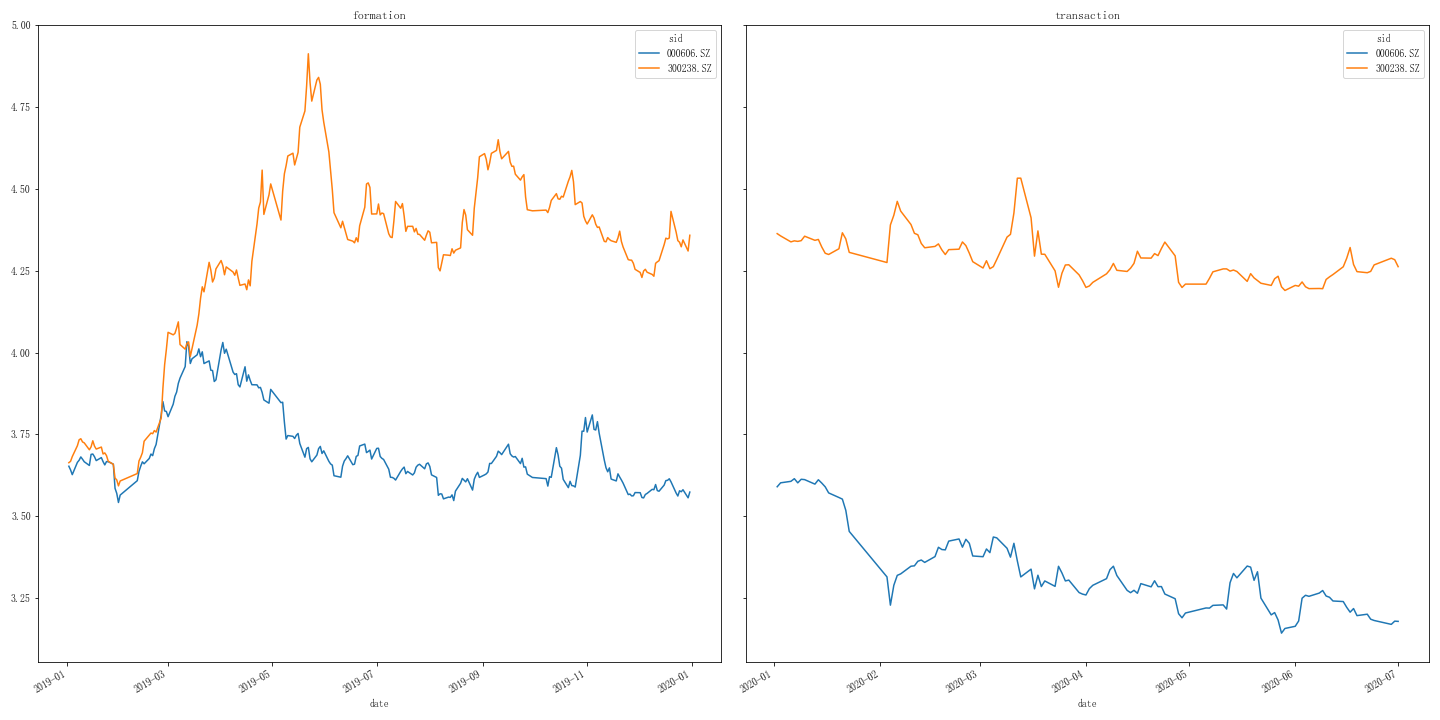 formation
5.00
4.75
4.50
4.25
4.00
3.75
3.50
3.25
sid
000606.SZ
300238.SZ
2019-01
2019-03
2019-05
2019-07
2019-09
2019-11
2020-01
date
transaction
sid
000606.SZ
300238.SZ
2020-01
2020-02
2020-03
2020-04
2020-05
2020-06
2020-07
date